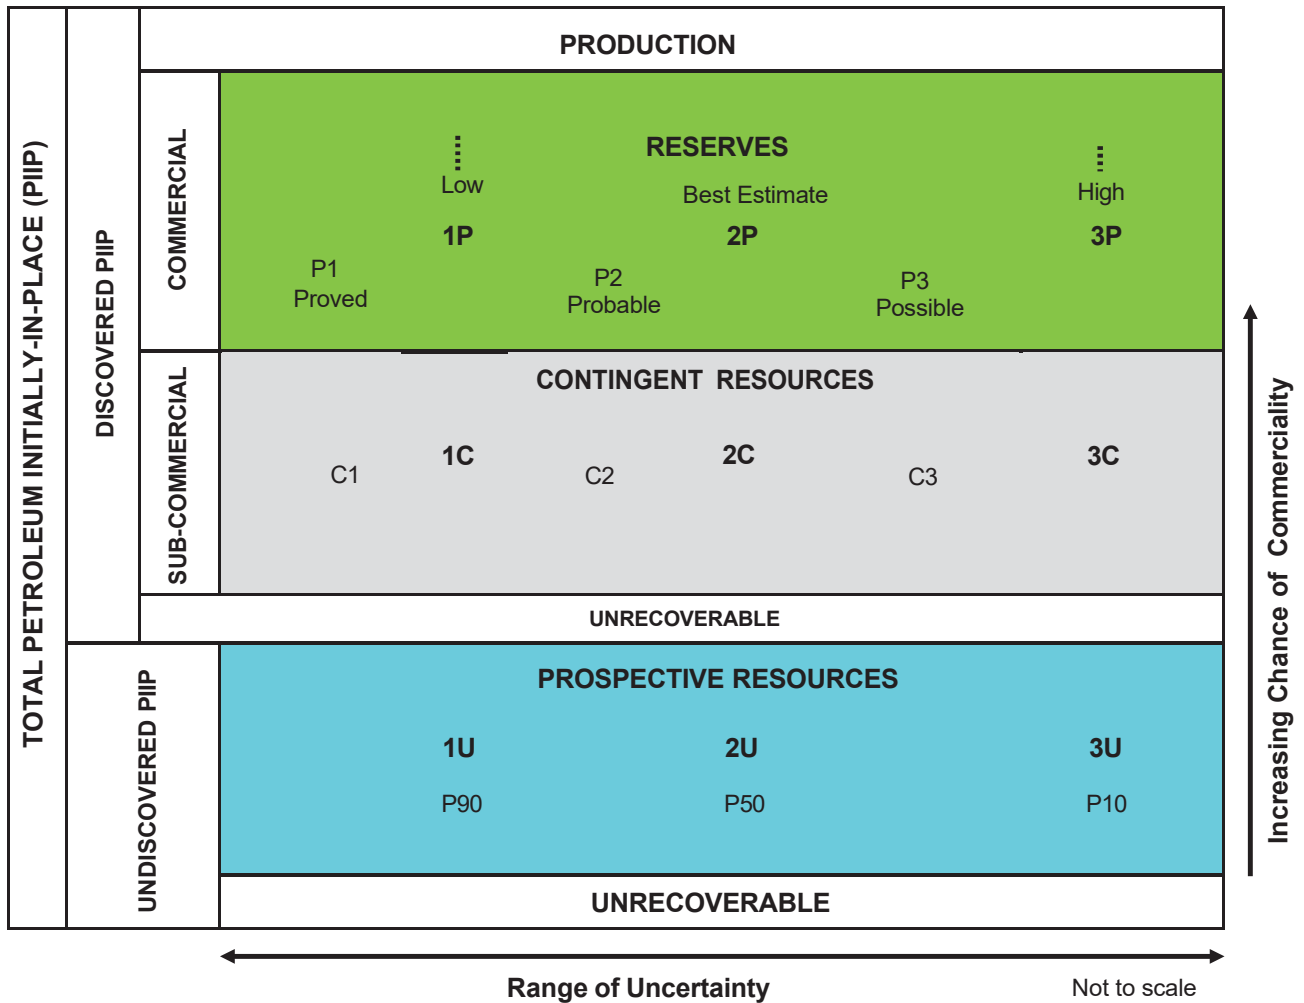 TOTAL PETROLEUM INITIALLY-IN-PLACE (PIIP)
DISCOVERED PIIP
UNDISCOVERED PIIP
COMMERCIAL
SUB-COMMERCIAL
PRODUCTION
RESERVES
Low
Best Estimate
High
1P
2P
3P
P1
Proved
P2
Probable
P3
Possible
CONTINGENT RESOURCES
1C
2C
3C
C1
C2
C3
UNRECOVERABLE
PROSPECTIVE RESOURCES
1U
2U
3U
P90
P50
P10
UNRECOVERABLE
Increasing Chance of Commerciality
Range of Uncertainty
Not to scale